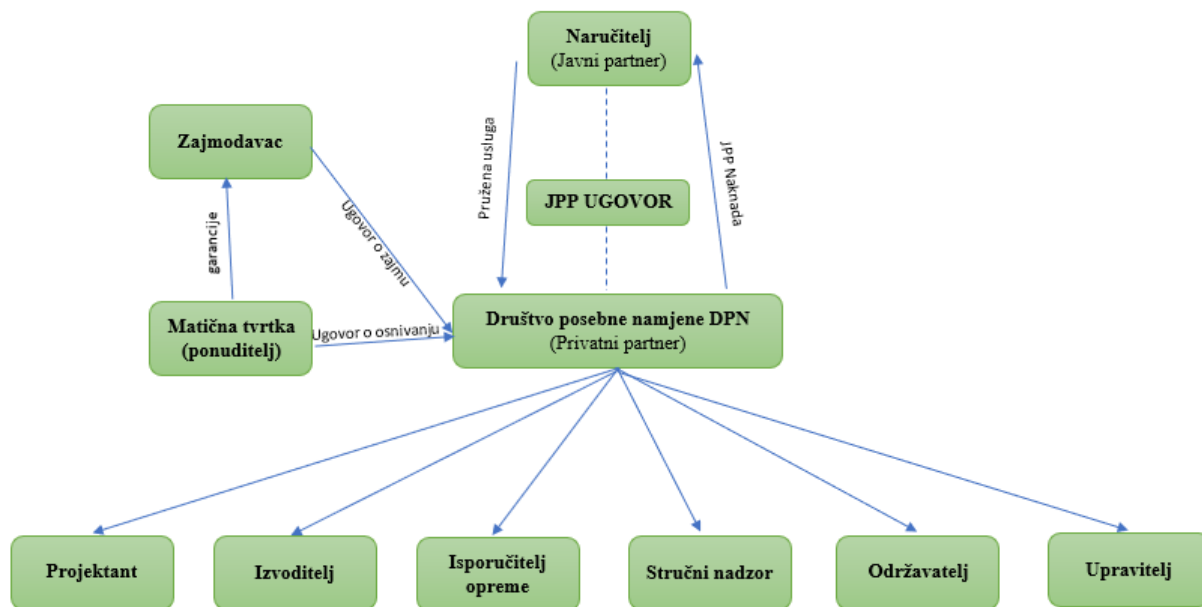 Naručitelj
(Javni partner)
Zajmodavac
Pružena usluga
JPP Naknada
JPP UGOVOR
garancije
Ugovor o zajmu
Matična tvrtka
(ponuditelj)
Ugovor o osnivanju
Društvo posebne namjene DPN
(Privatni partner)
Projektant
Izvoditelj
Isporučitelj
opreme
Stručni nadzor
Održavatelj
Upravitelj